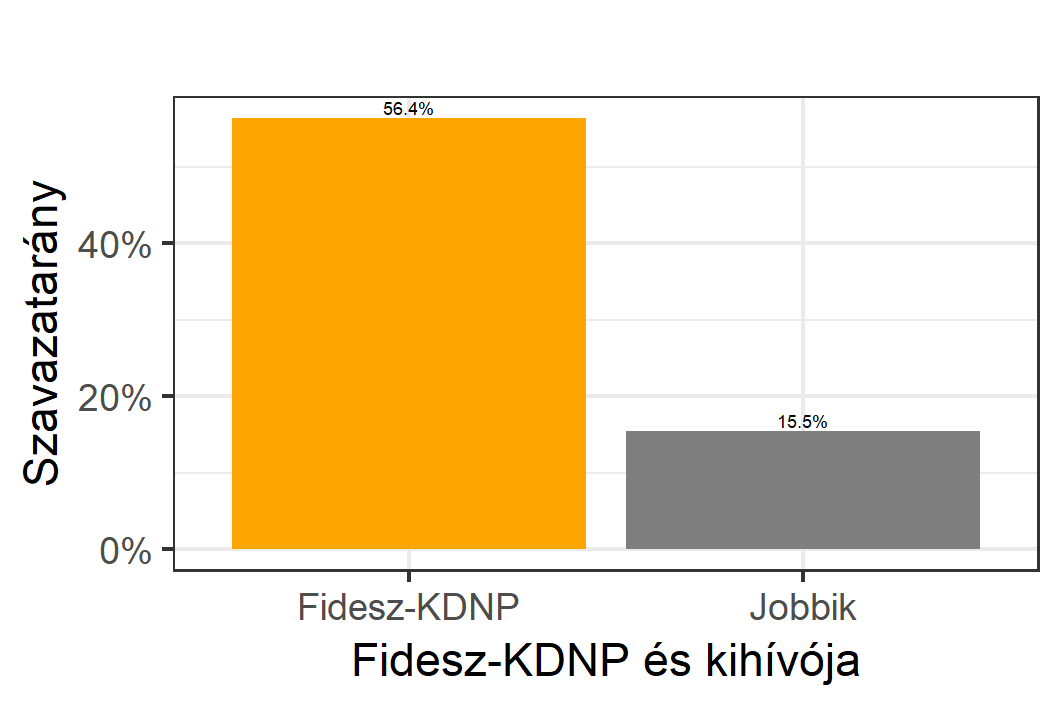 56.4%
Szavazatarány
40%
20%
15.5%
0%
Fidesz-KDNP
Jobbik
Fidesz-KDNP és kihívója